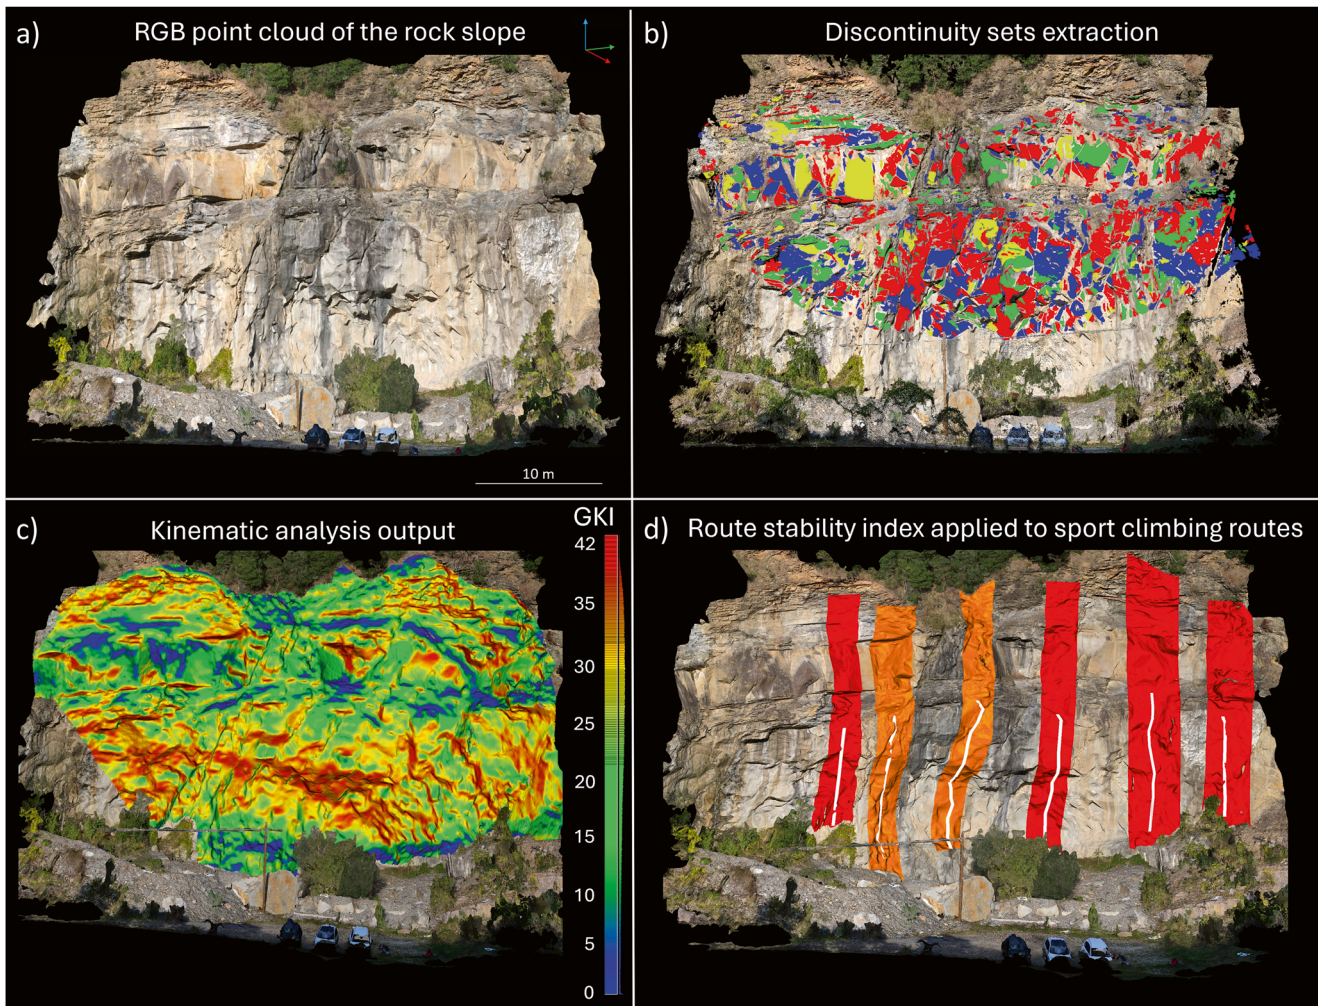 a) RGB point cloud of the rock slope
10 m
b) Discontinuity sets extraction
c) Kinematic analysis output
GKI
42
35
30
25
20
15
10
5
0
d) Route stability index applied to sport climbing routes